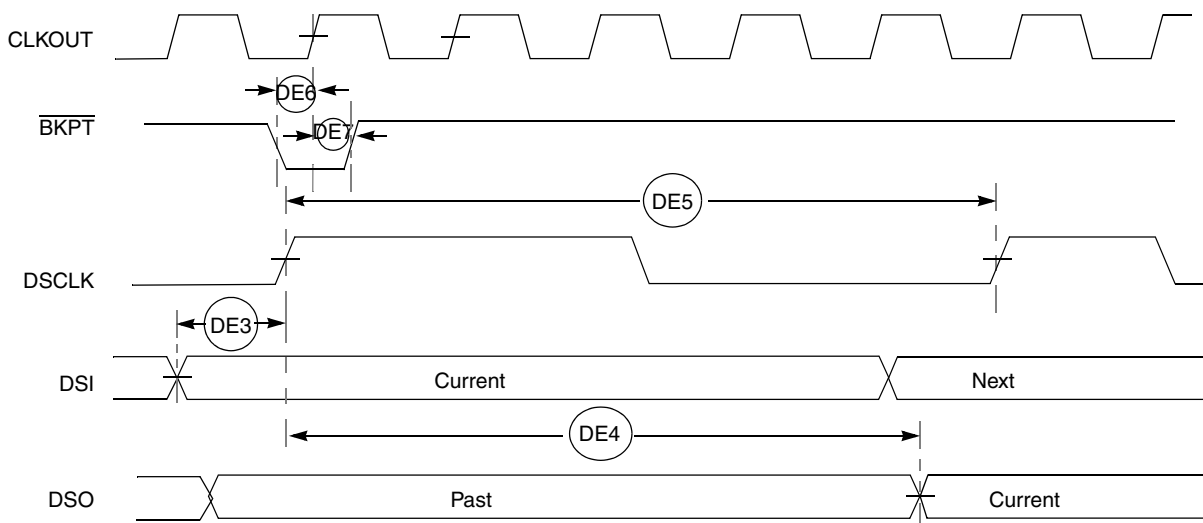 CLKOUT
DE6
BKPT
DE7
DE5
DSCLK
DE3
DSI
Current
Next
DE4
DSO
Past
Current